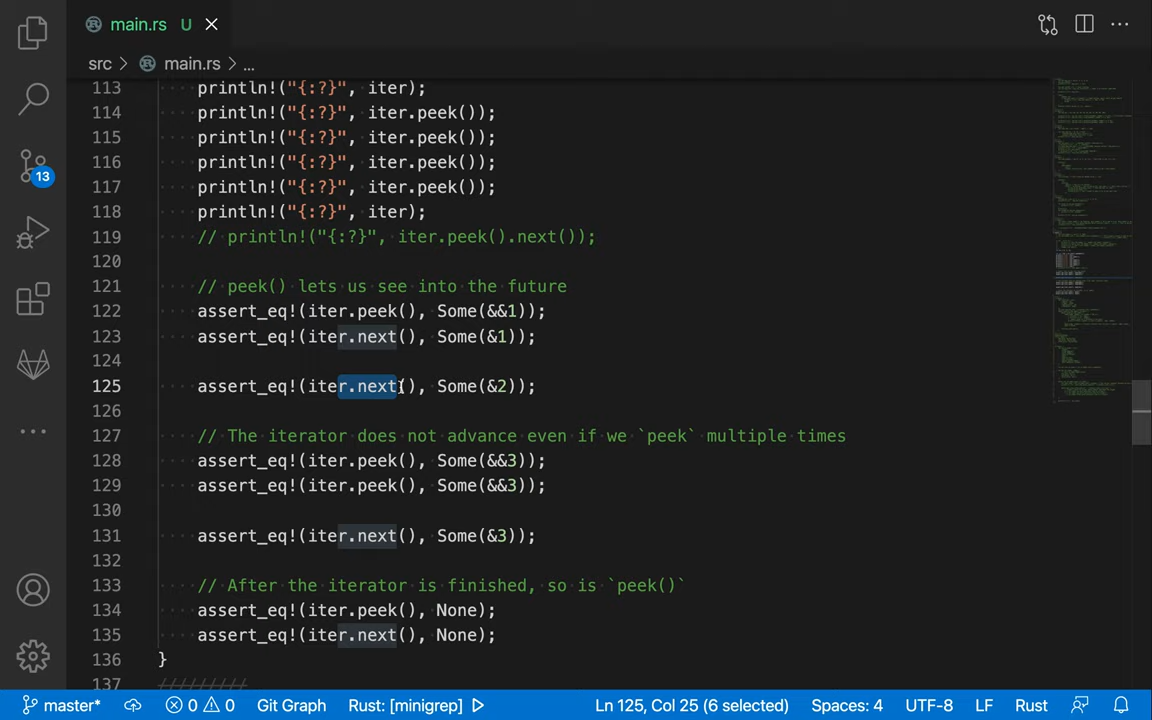 main.rs U
src > main.rs > ...
113 println!("{:?}", iter);
114 println!("{:?}", iter.peek());
115 println!("{:?}", iter.peek());
116 println!("{:?}", iter.peek());
117 println!("{:?}", iter.peek());
118 println!("{:?}", iter);
119 // println!("{:?}", iter.peek().next());
120
121 // peek() lets us see into the future
122 assert_eq!(iter.peek(), Some(&&1));
123 assert_eq!(iter.next(), Some(&1));
124
125 assert_eq!(iter.next(), Some(&2));
126
127 // The iterator does not advance even if we `peek` multiple times
128 assert_eq!(iter.peek(), Some(&&3));
129 assert_eq!(iter.peek(), Some(&&3));
130
131 assert_eq!(iter.next(), Some(&3));
132
133 // After the iterator is finished, so is `peek()`
134 assert_eq!(iter.peek(), None);
135 assert_eq!(iter.next(), None);
136 }
137 /////////
13
master* 0 0 Git Graph Rust: [minigrep] Ln 125, Col 25 (6 selected) Spaces: 4 UTF-8 LF Rust